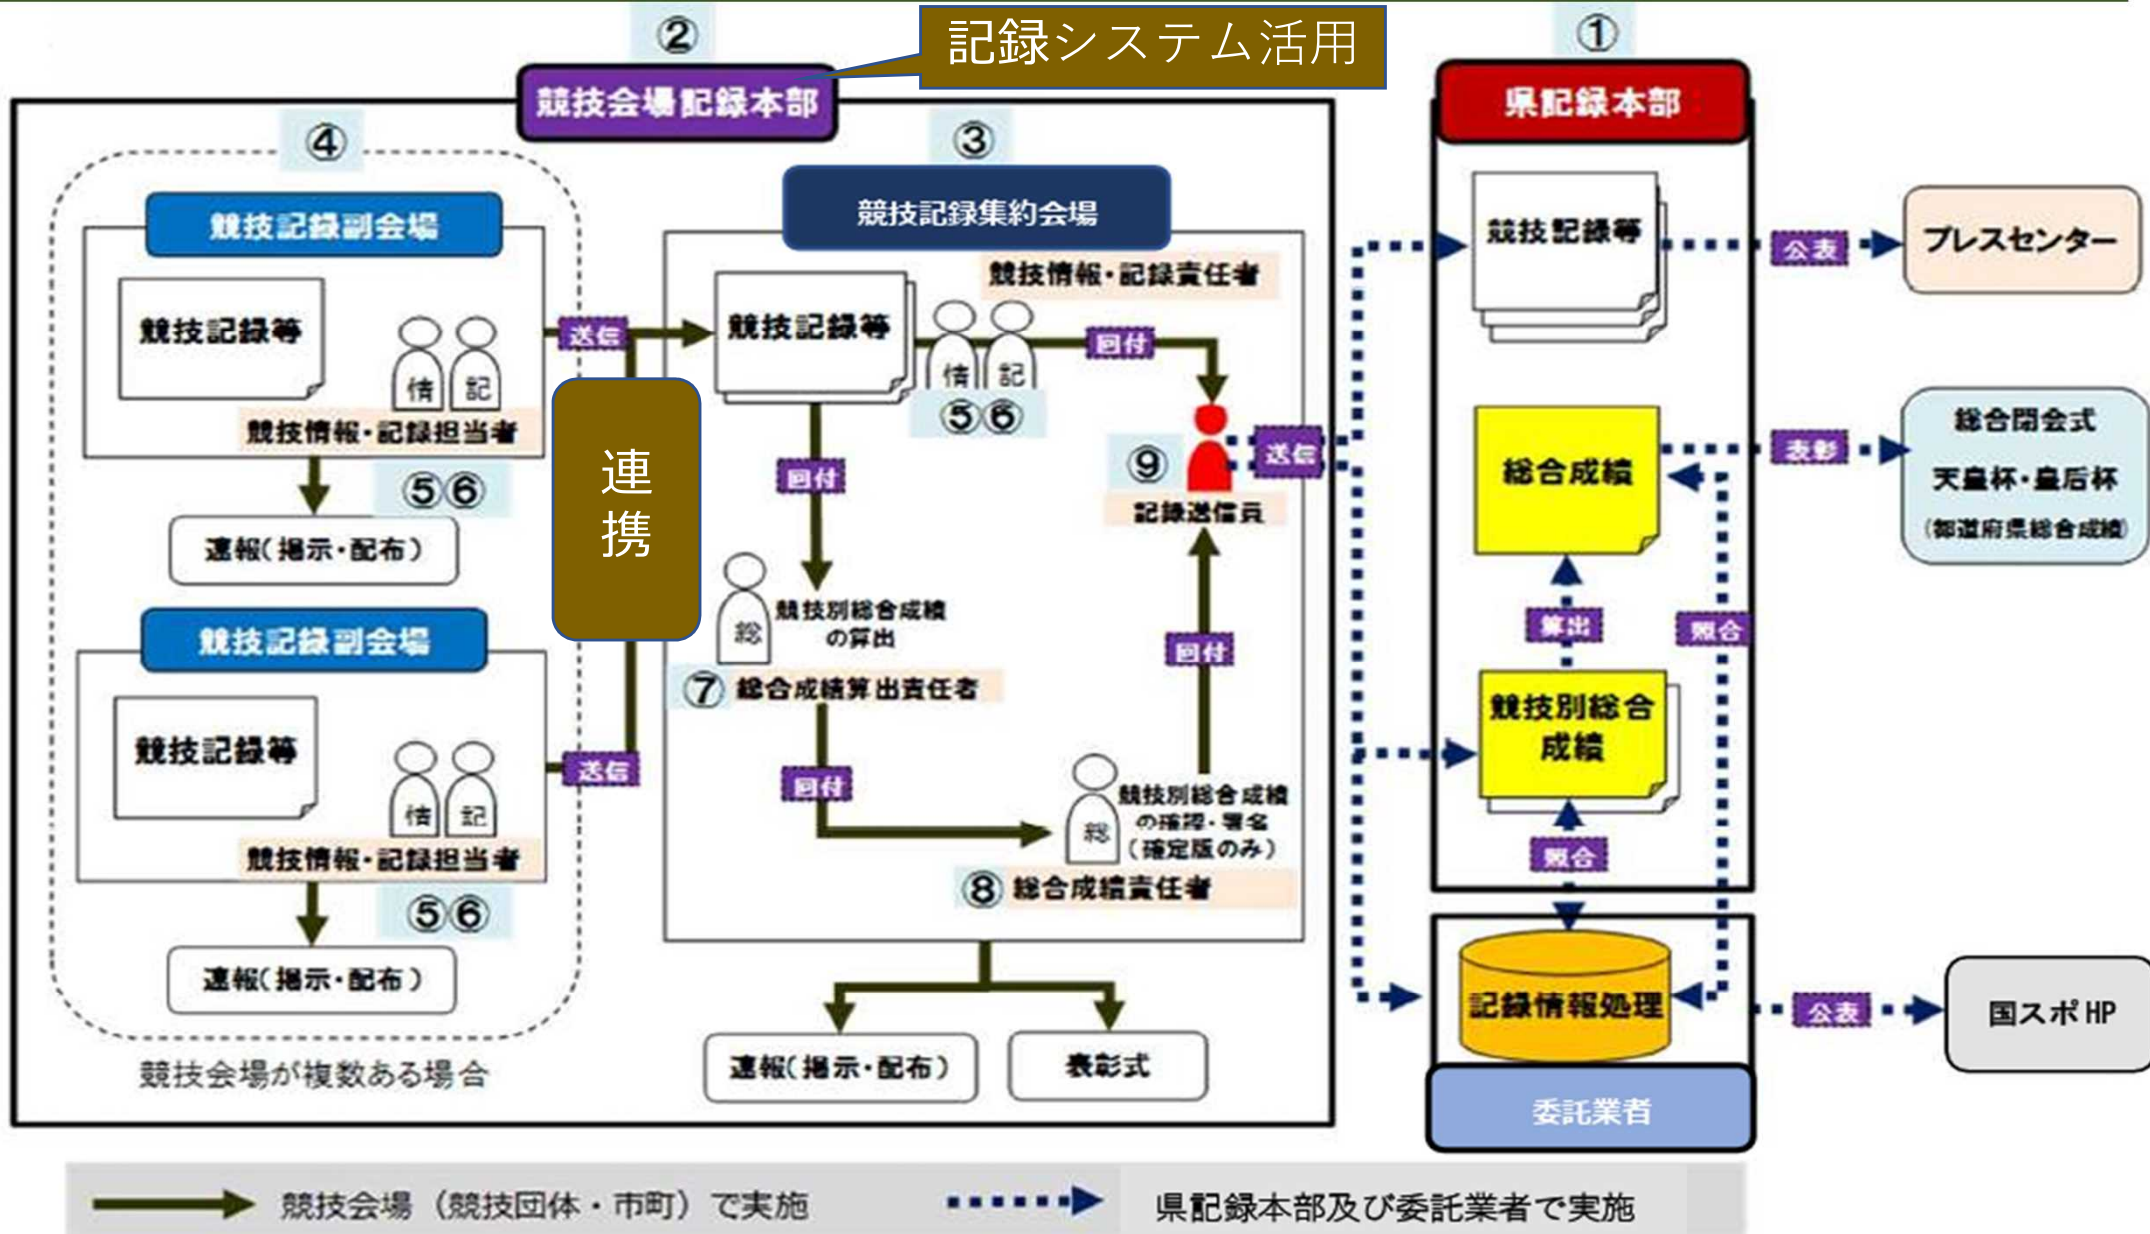 ②
記録システム活用
①
競技会場記録本部
県記録本部
④
③
競技記録副会場
競技記録等
情
記
競技情報・記録担当者
⑤⑥
速報(掲示・配布)
送信
競技記録副会場
競技記録等
情
記
競技情報・記録担当者
⑤⑥
速報(掲示・配布)
送信
競技会場が複数ある場合
連
携
競技記録集約会場
競技情報・記録責任者
競技記録等
情
記
⑤⑥
回付
回付
⑨
記録送信員
送信
総
競技別総合成績
の算出
⑦
総合成績算出責任者
回付
回付
総
競技別総合成績
の確認・署名
(確定版のみ)
⑧
総合成績責任者
速報(掲示・配布)
表彰式
競技記録等
公表
プレスセンター
総合成績
表彰
総合閉会式
天皇杯・皇后杯
(都道府県総合成績)
算出
照合
競技別総合
成績
照合
記録情報処理
公表
国スポHP
委託業者
競技会場(競技団体・市町)で実施
県記録本部及び委託業者で実施